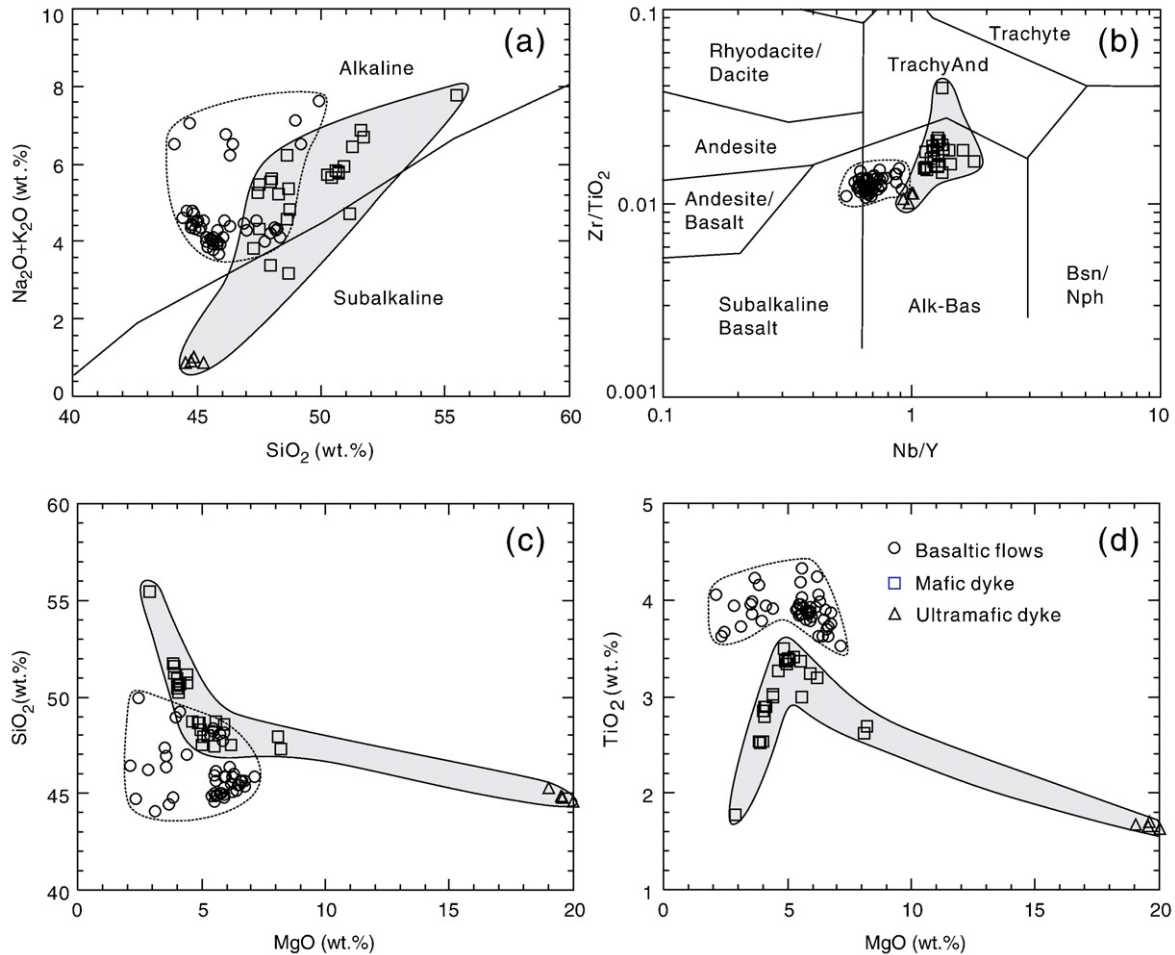 (a)
Alkaline
Subalkaline
10
8
6
4
2
0
Na₂O+K₂O (wt.%)
40
45
50
55
60
SiO₂ (wt.%)
(b)
Rhyodacite/
Dacite
Trachyte
TrachyAnd
Andesite
Andesite/
Basalt
Subalkaline
Basalt
Alk-Bas
Bsn/
Nph
0.1
0.01
0.001
Zr/TiO₂
0.1
1
10
Nb/Y
(c)
60
55
50
45
40
SiO₂(wt.%)
0
5
10
15
20
MgO (wt.%)
(d)
Basaltic flows
Mafic dyke
Ultramafic dyke
5
4
3
2
1
TiO₂ (wt.%)
0
5
10
15
20
MgO (wt.%)